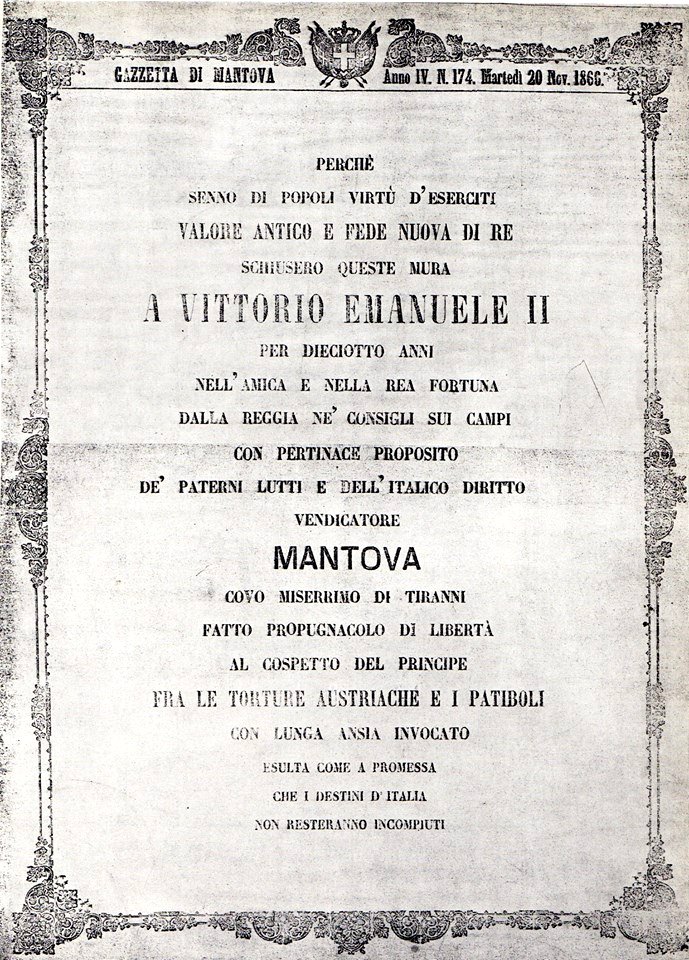 GAZZETTA DI MANTOVA
Anno IV. N. 174. Martedì 20 Nov. 1866.
PERCHÈ
SENNO DI POPOLI VIRTÙ D'ESERCITI
VALORE ANTICO E FEDE NUOVA DI RE
SCHIUSERO QUESTE MURA
A VITTORIO EMANUELE II
PER DIECIOTTO ANNI
NELL'AMICA E NELLA REA FORTUNA
DALLA REGGIA NE' CONSIGLI SUI CAMPI
CON PERTINACE PROPOSITO
DE' PATERNI LUTTI E DELL'ITALICO DIRITTO
VENDICATORE
MANTOVA
COVO MISERRIMO DI TIRANNI
FATTO PROPUGNACOLO DI LIBERTÀ
AL COSPETTO DEL PRINCIPE
FRA LE TORTURE AUSTRIACHE E I PATIBOLI
CON LUNGA ANSIA INVOCATO
ESULTA COME A PROMESSA
CHE I DESTINI D'ITALIA
NON RESTERANNO INCOMPIUTI